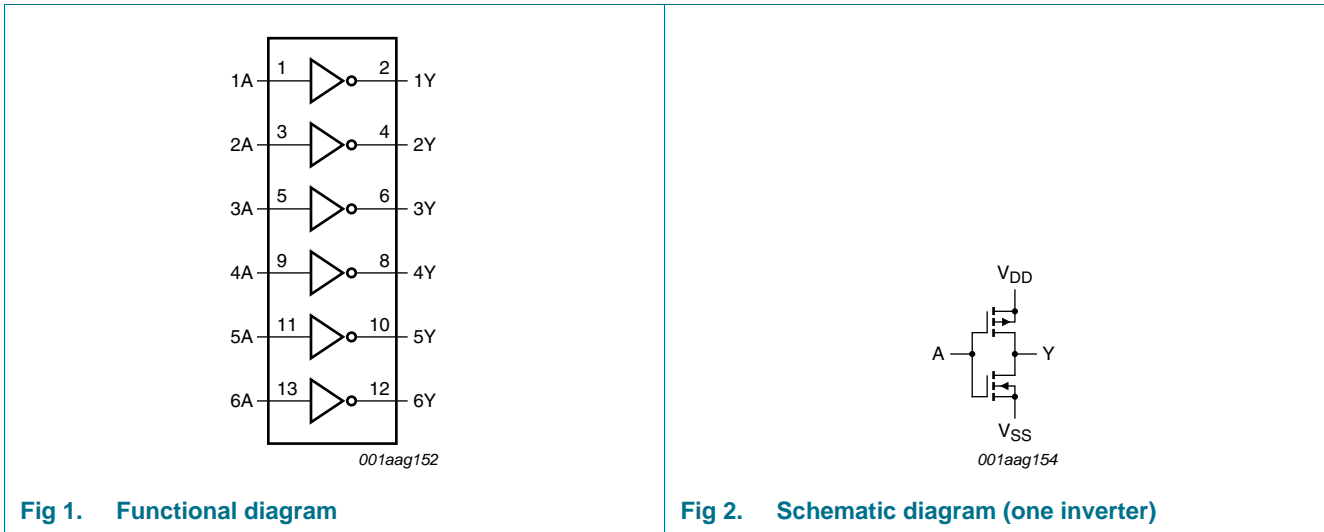 1A 1 2 1Y
2A 3 4 2Y
3A 5 6 3Y
4A 9 8 4Y
5A 11 10 5Y
6A 13 12 6Y
001aag152
Fig 1. Functional diagram
VDD
A Y
VSS
001aag154
Fig 2. Schematic diagram (one inverter)